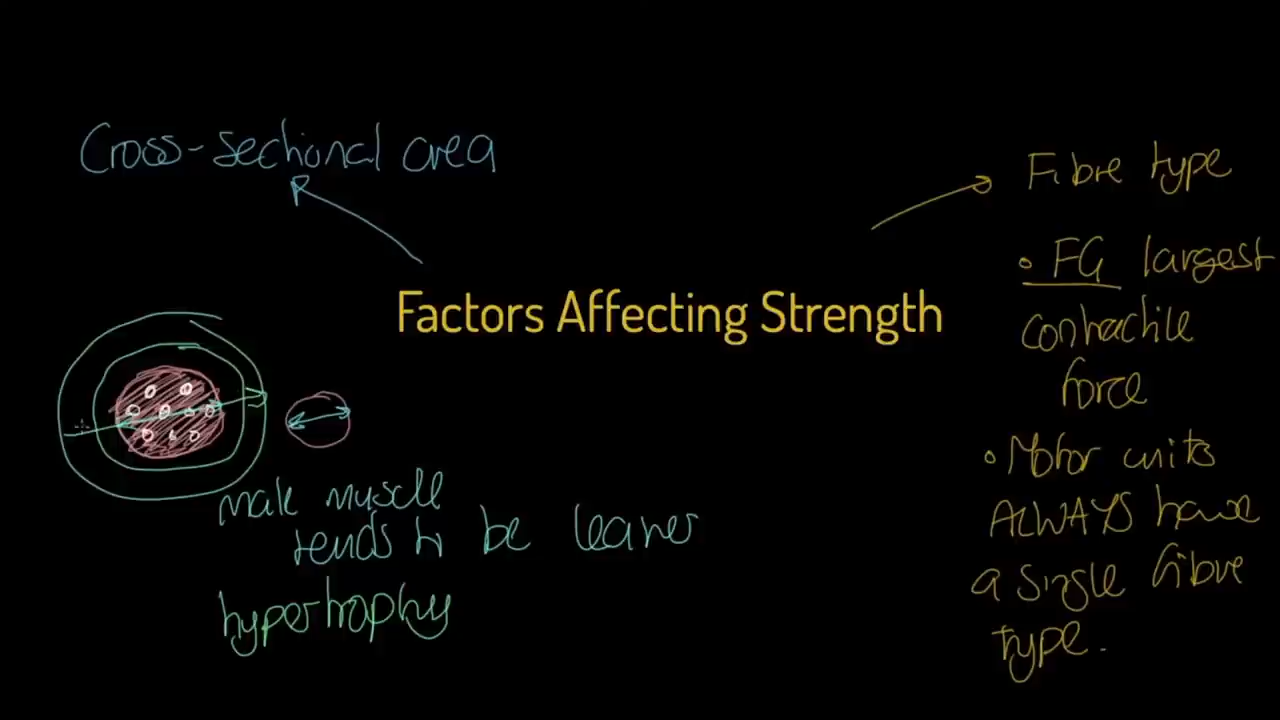 Cross-sectional area
Factors Affecting Strength
male muscle
tends to be leaner
hypertrophy
Fibre type
• FG largest
contractile
force
• Motor units
ALWAYS have
a single fibre
type.